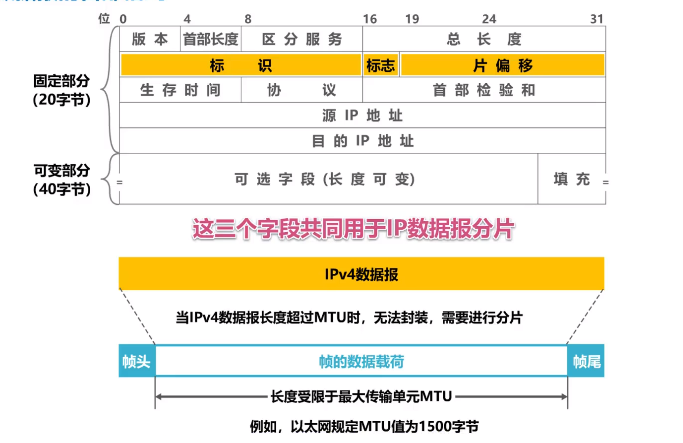 位 0 4 8 16 19 24 31
版 本 首部长度 区 分 服 务 总 长 度
标 识 标志 片 偏 移
生 存 时 间 协 议 首 部 检 验 和
源 IP 地 址
目 的 IP 地 址
固定部分
(20字节)
可变部分
(40字节)
可 选 字 段 (长 度 可 变) 填 充
这三个字段共同用于IP数据报分片
IPv4数据报
当IPv4数据报长度超过MTU时，无法封装，需要进行分片
帧头 帧的数据载荷 帧尾
长度受限于最大传输单元MTU
例如，以太网规定MTU值为1500字节